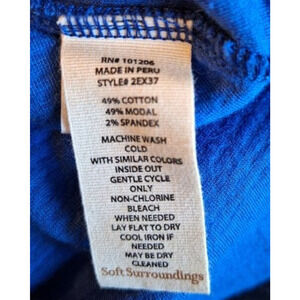 RN# 101206
MADE IN PERU
STYLE# 2EX37
49% COTTON
49% MODAL
2% SPANDEX
MACHINE WASH
COLD
WITH SIMILAR COLORS
INSIDE OUT
GENTLE CYCLE
ONLY
NON-CHLORINE
BLEACH
WHEN NEEDED
LAY FLAT TO DRY
COOL IRON IF
NEEDED
MAY BE DRY
CLEANED
Soft Surroundings